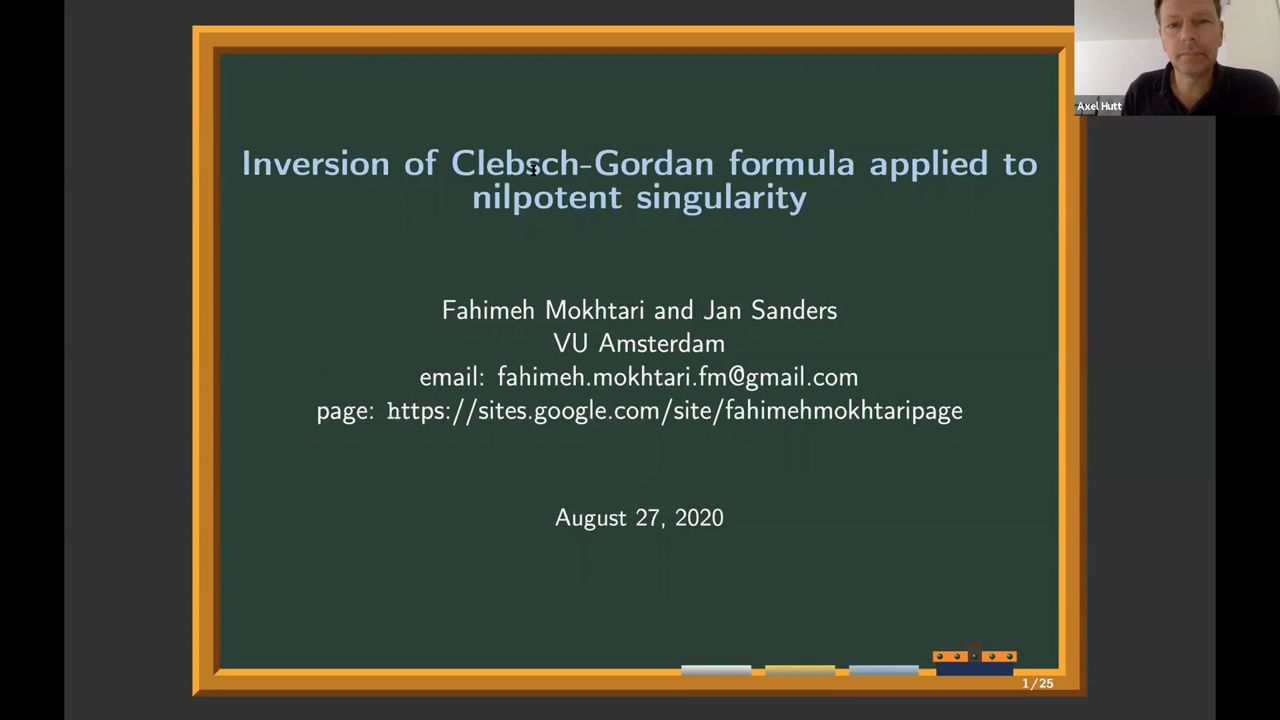 Axel Hutt
Inversion of Clebsch-Gordan formula applied to
nilpotent singularity
Fahimeh Mokhtari and Jan Sanders
VU Amsterdam
email: fahimeh.mokhtari.fm@gmail.com
page: https://sites.google.com/site/fahimehmokhtaripage
August 27, 2020
1/25